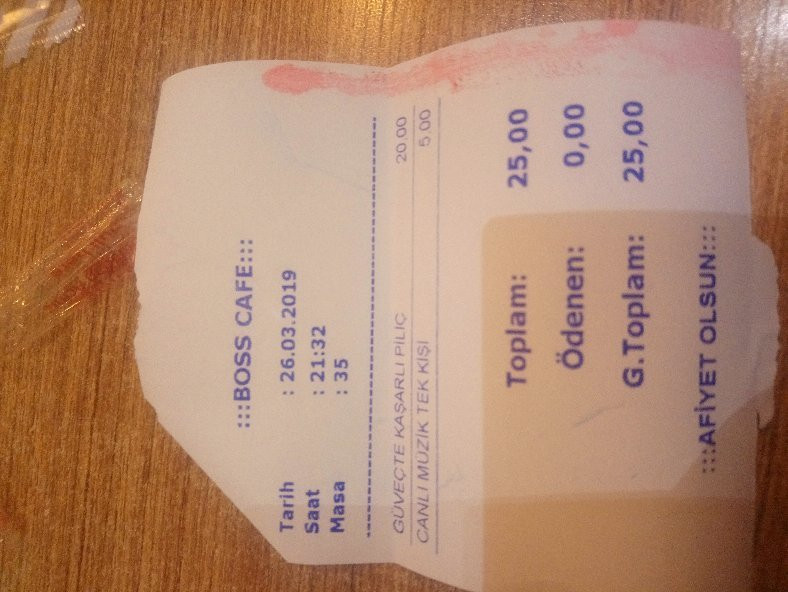 :::BOSS CAFE:::
Tarih : 26.03.2019
Saat : 21:32
Masa : 35
GÜVEÇTE KAŞARLI PİLİÇ 20,00
CANLI MÜZİK TEK KİŞİ 5,00
Toplam: 25,00
Ödenen: 0,00
G.Toplam: 25,00
:::AFİYET OLSUN:::